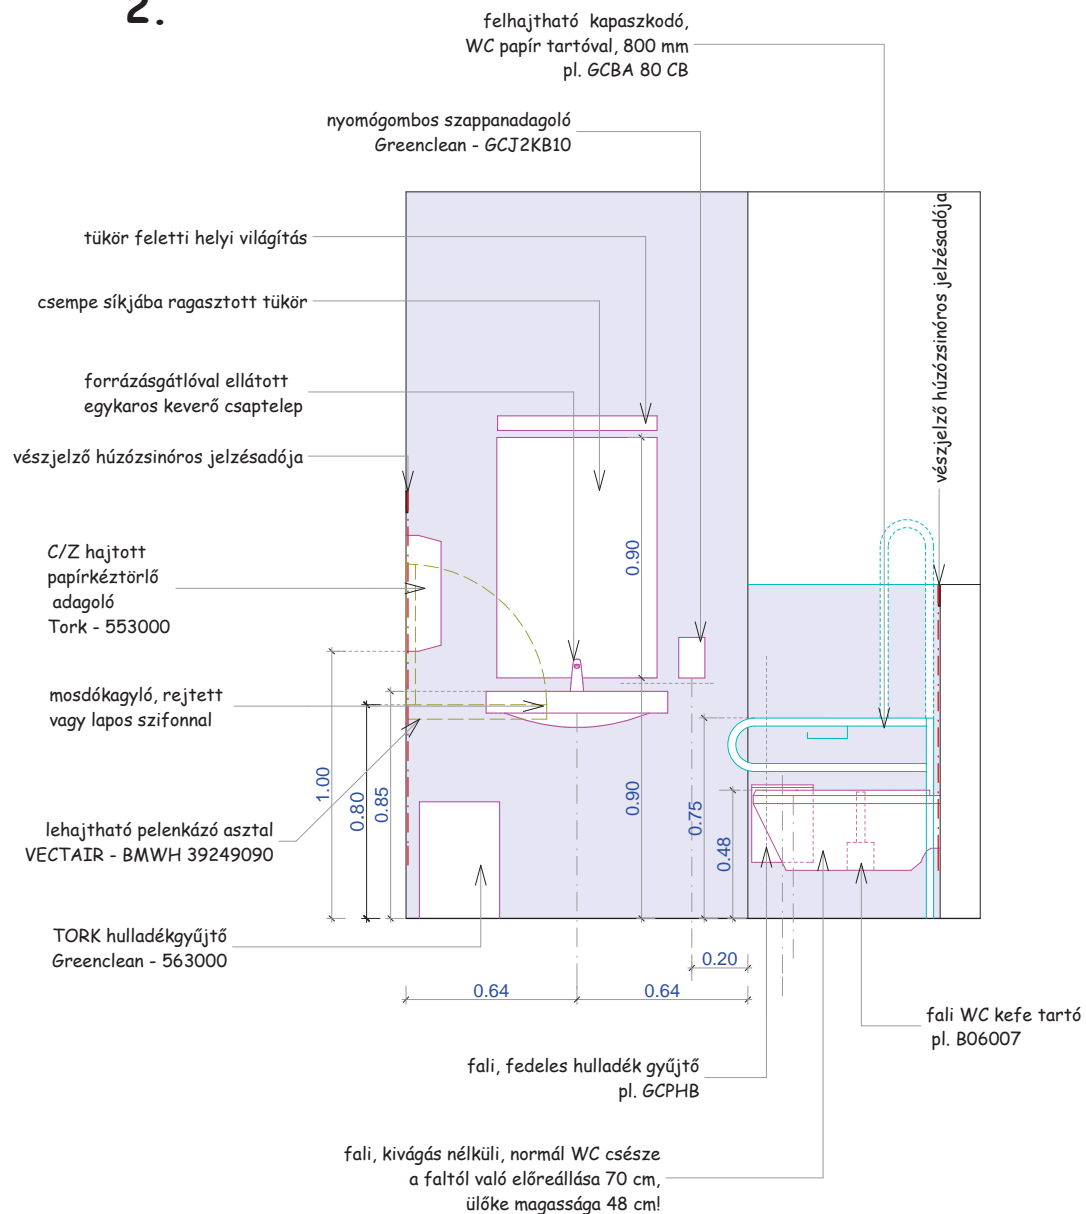 2.
felhajtható kapaszkodó,
WC papír tartóval, 800 mm
pl. GCBA 80 CB
nyomógombos szappanadagoló
Greenclean - GCJ2KB10
tükör feletti helyi világítás
csempe síkjába ragasztott tükör
forrázásgátlóval ellátott
egykaros keverő csaptelep
vészjelző húzózsinóros jelzésadója
vészjelző húzózsinóros jelzésadója
C/Z hajtott
papírkéztörlő
adagoló
Tork - 553000
mosdókagyló, rejtett
vagy lapos szifonnal
lehajtható pelenkázó asztal
VECTAIR - BMWH 39249090
TORK hulladékgyűjtő
Greenclean - 563000
1.00
0.80
0.85
0.90
0.90
0.75
0.48
0.20
0.64
0.64
fali WC kefe tartó
pl. B06007
fali, fedeles hulladék gyűjtő
pl. GCPHB
fali, kivágás nélküli, normál WC csésze
a faltól való előreállása 70 cm,
ülőke magassága 48 cm!